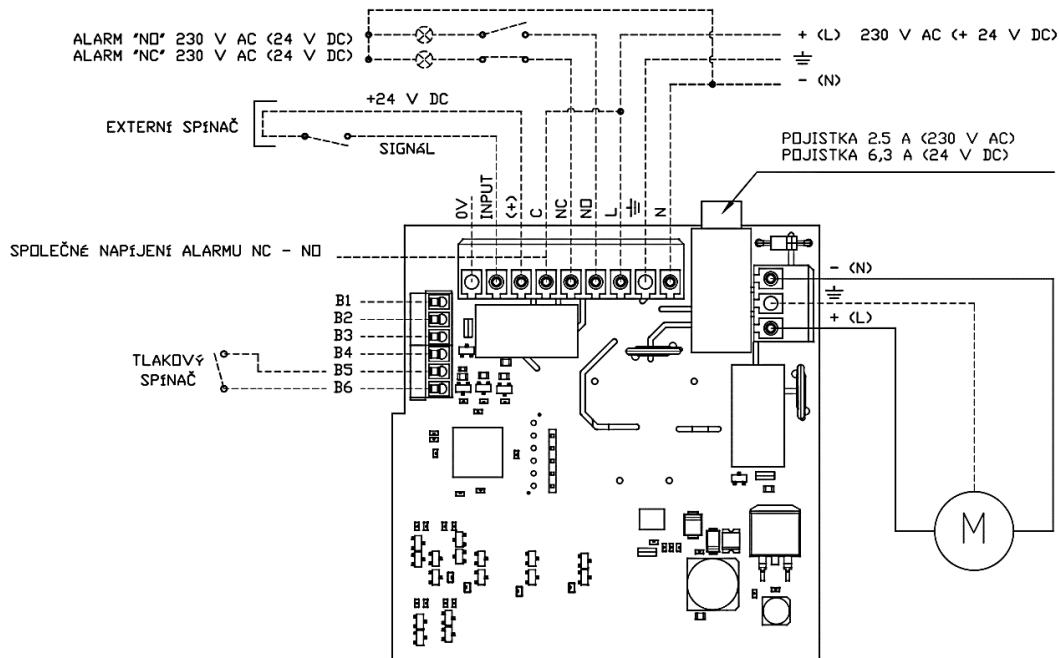 ALARM "NO" 230 V AC (24 V DC)
ALARM "NC" 230 V AC (24 V DC)
+ (L) 230 V AC (+ 24 V DC)
- (N)
+24 V DC
EXTERNÍ SPÍNAČ
SIGNÁL
POJISTKA 2.5 A (230 V AC)
POJISTKA 6,3 A (24 V DC)
0V
INPUT
(+)
C
NC
NO
L
N
SPOLEČNÉ NAPÍJENÍ ALARMU NC - NO
- (N)
+ (L)
B1
B2
B3
B4
B5
B6
TLAKOVÝ
SPÍNAČ
M